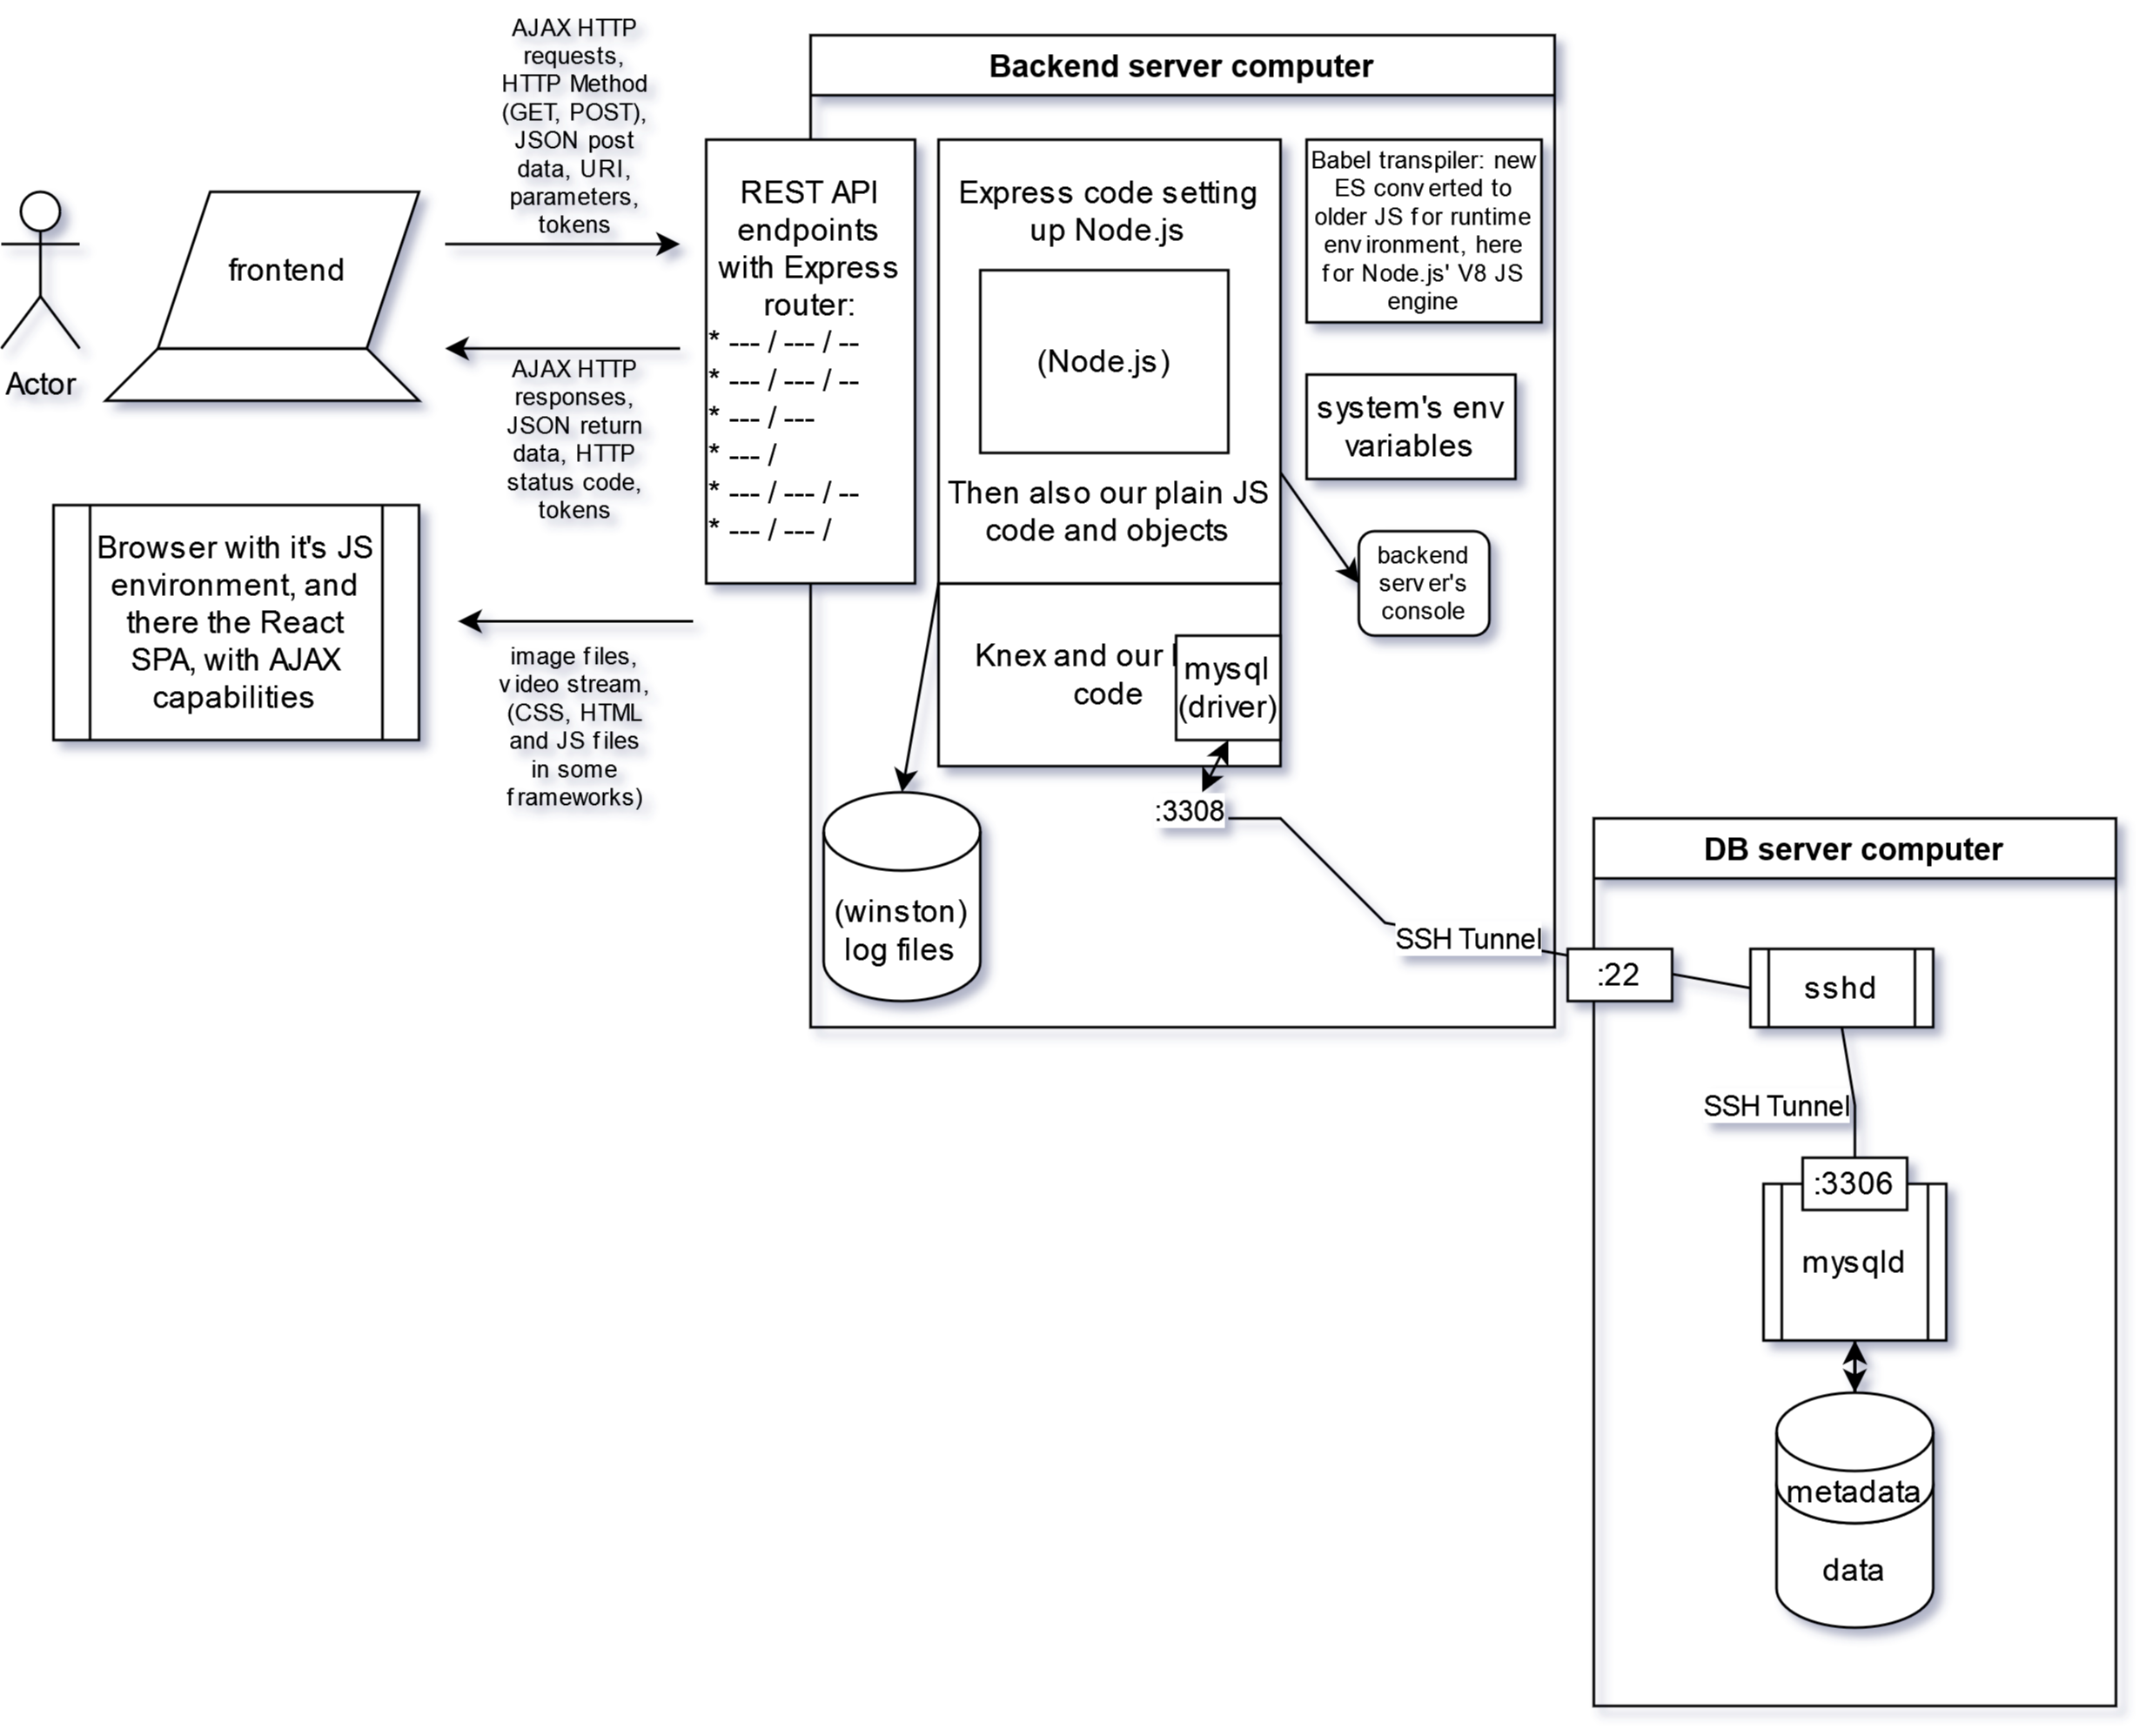 AJAX HTTP
requests,
HTTP Method
(GET, POST),
JSON post
data, URI,
parameters,
tokens
Actor
frontend
AJAX HTTP
responses,
JSON return
data, HTTP
status code,
tokens
Browser with it's JS
environment, and
there the React
SPA, with AJAX
capabilities
image files,
video stream,
(CSS, HTML
and JS files
in some
frameworks)
Backend server computer
REST API
endpoints
with Express
router:
* --- / --- / --
* --- / --- / --
* --- / ---
* --- /
* --- / --- / --
* --- / --- /
Express code setting
up Node.js
(Node.js)
Then also our plain JS
code and objects
Babel transpiler: new
ES converted to
older JS for runtime
environment, here
for Node.js' V8 JS
engine
system's env
variables
backend
server's
console
Knex and our
code
mysql
(driver)
:3308
(winston)
log files
SSH Tunnel
DB server computer
:22
sshd
SSH Tunnel
:3306
mysqld
metadata
data